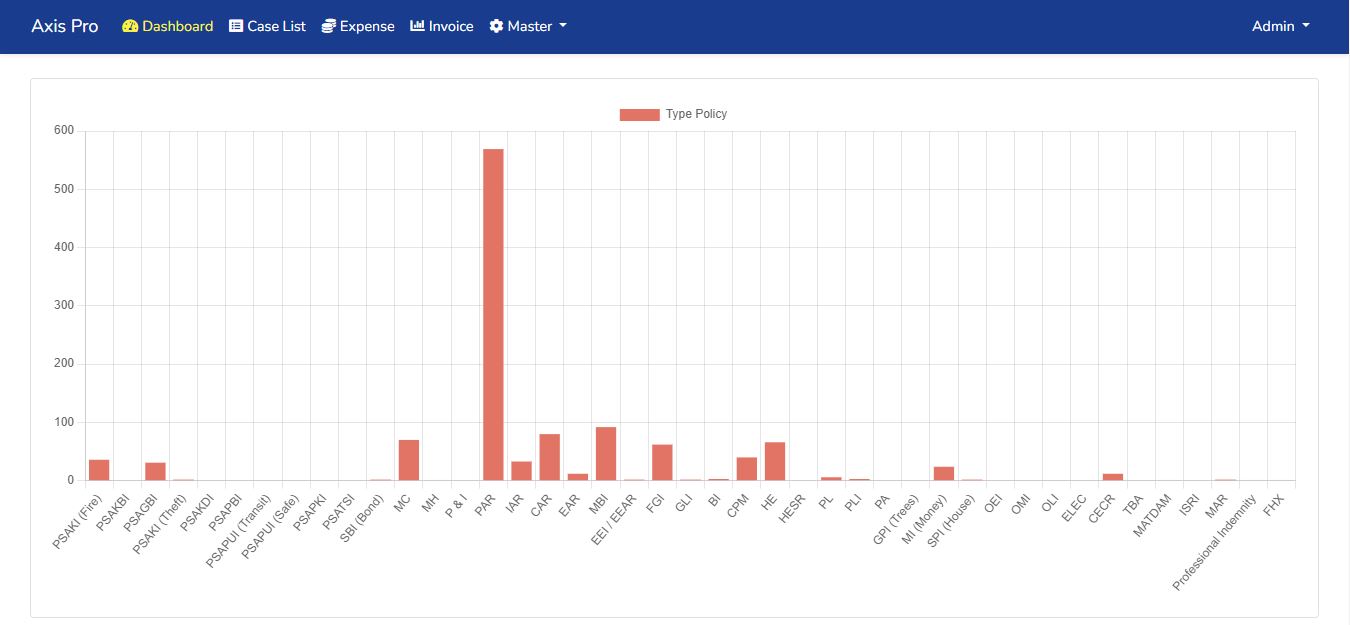 Axis Pro Dashboard Case List Expense Invoice Master Admin
Type Policy
600
500
400
300
200
100
0
PSAKI (Fire)
PSAKBI
PSAGBI
PSAKI (Theft)
PSAKDI
PSAPBI
PSAPUI (Transit)
PSAPUI (Safe)
PSAPKI
PSATSI
SBI (Bond)
MC
MH
P & I
PAR
IAR
CAR
EAR
MBI
EEI / EEAR
FGI
GLI
BI
CPM
HE
HESR
PL
PLI
PA
GPI (Trees)
MI (Money)
SPI (House)
OEI
OMI
OLI
ELEC
CECR
TBA
MATDAM
ISRI
MAR
Professional Indemnity
FHX